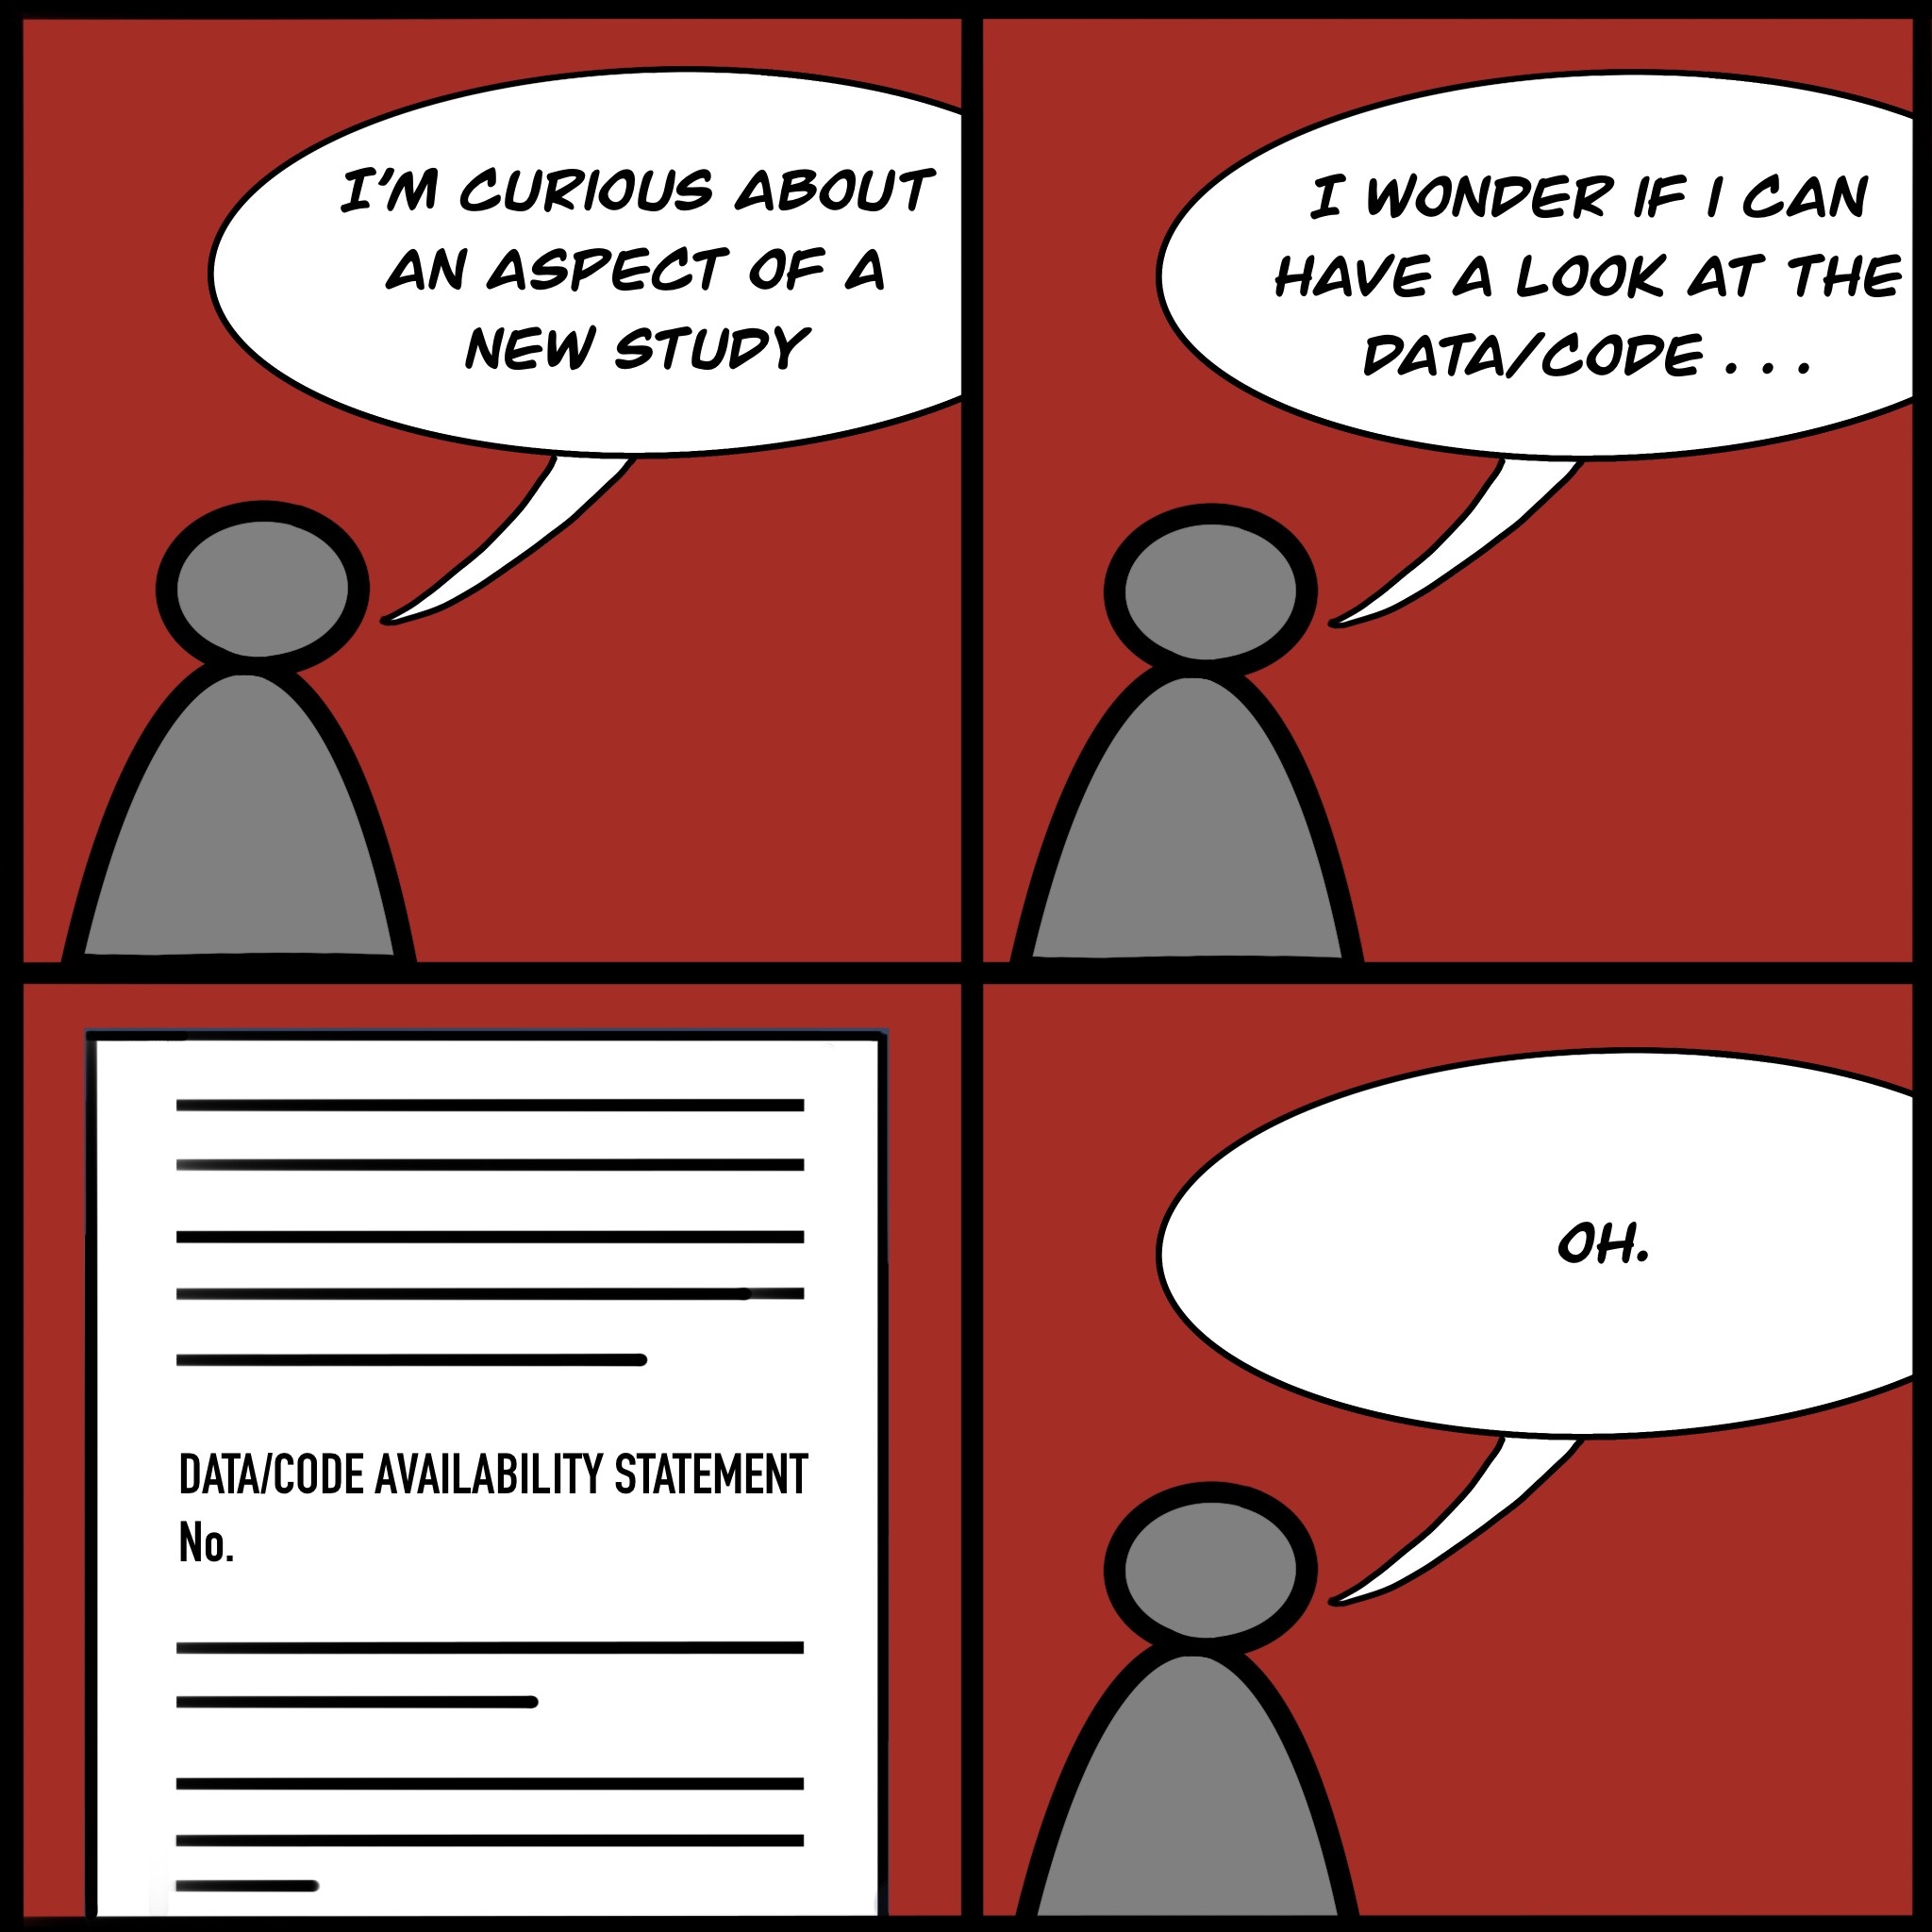 I'M CURIOUS ABOUT
AN ASPECT OF A
NEW STUDY
I WONDER IF I CAN
HAVE A LOOK AT THE
DATA/CODE . . .
DATA/CODE AVAILABILITY STATEMENT
No.
OH.